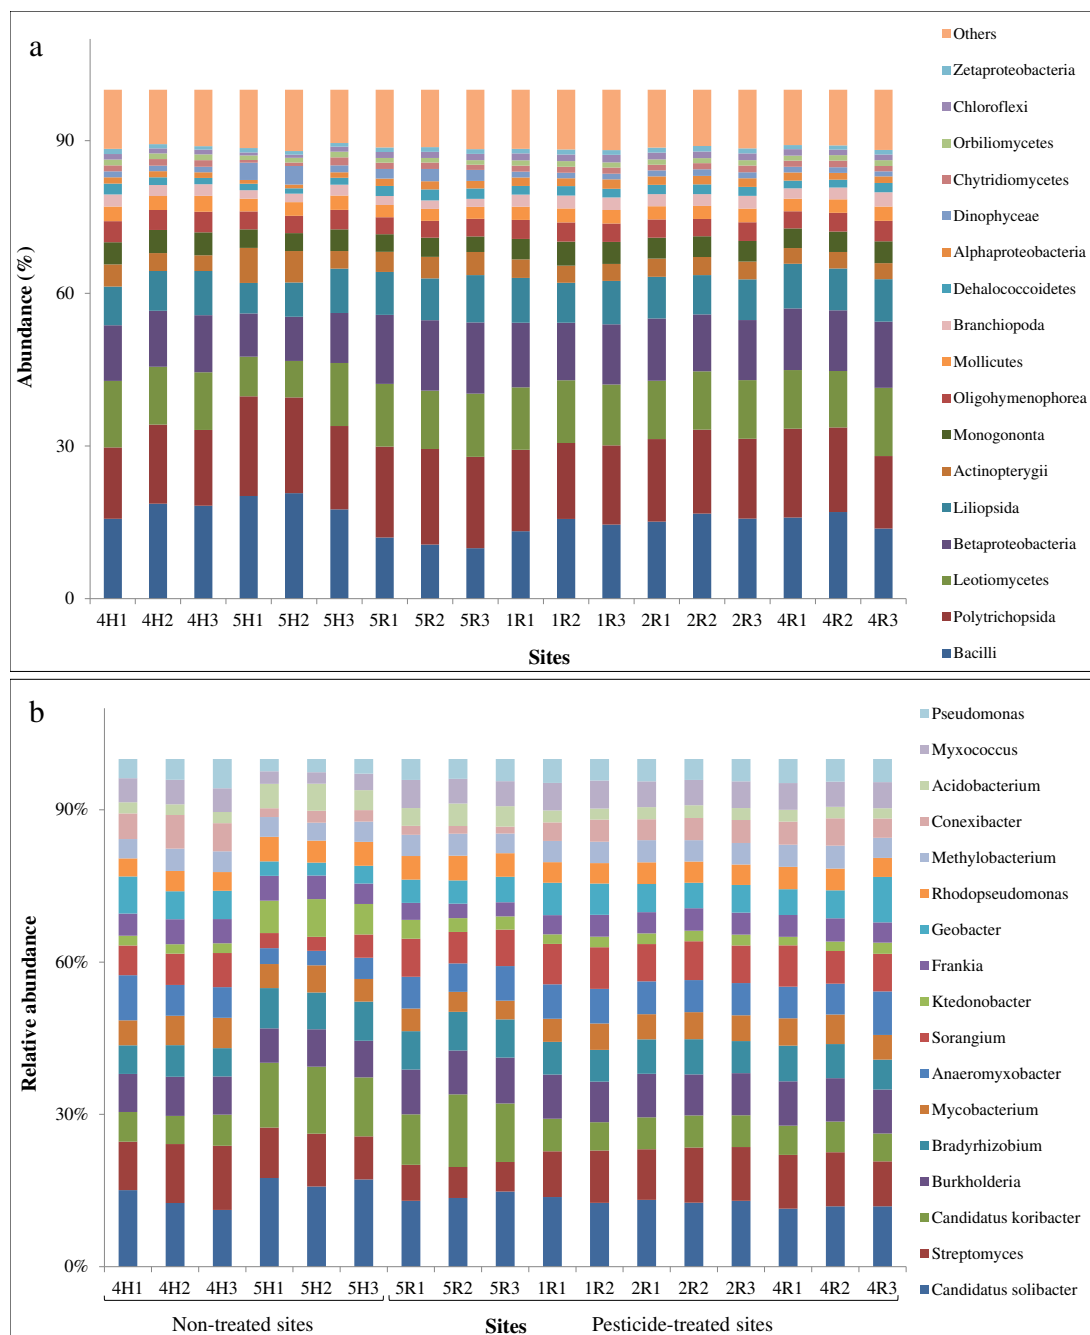 a
Abundance (%)
90
60
30
0
4H1 4H2 4H3 5H1 5H2 5H3 5R1 5R2 5R3 1R1 1R2 1R3 2R1 2R2 2R3 4R1 4R2 4R3
Sites
Others
Zetaproteobacteria
Chloroflexi
Orbiliomycetes
Chytridiomycetes
Dinophyceae
Alphaproteobacteria
Dehalococcoidetes
Branchiopoda
Mollicutes
Oligohymenophorea
Monogononta
Actinopterygii
Liliopsida
Betaproteobacteria
Leotiomycetes
Polytrichopsida
Bacilli
b
Relative abundance
90%
60%
30%
0%
4H1 4H2 4H3 5H1 5H2 5H3 5R1 5R2 5R3 1R1 1R2 2R1 2R2 2R3 4R1 4R2 4R3
Non-treated sites Sites Pesticide-treated sites
Pseudomonas
Myxococcus
Acidobacterium
Conexibacter
Methylobacterium
Rhodopseudomonas
Geobacter
Frankia
Ktedonobacter
Sorangium
Anaeromyxobacter
Mycobacterium
Bradyrhizobium
Burkholderia
Candidatus koribacter
Streptomyces
Candidatus solibacter